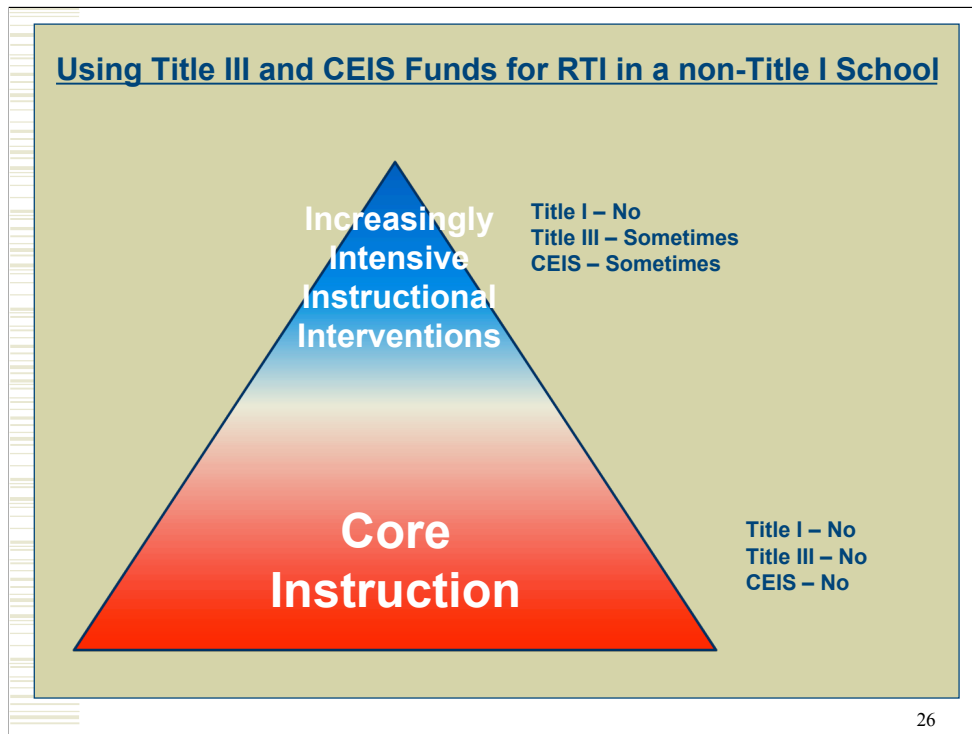 Using Title III and CEIS Funds for RTI in a non-Title I School
Increasingly
Intensive
Instructional
Interventions
Title I – No
Title III – Sometimes
CEIS – Sometimes
Core
Instruction
Title I – No
Title III – No
CEIS – No
26